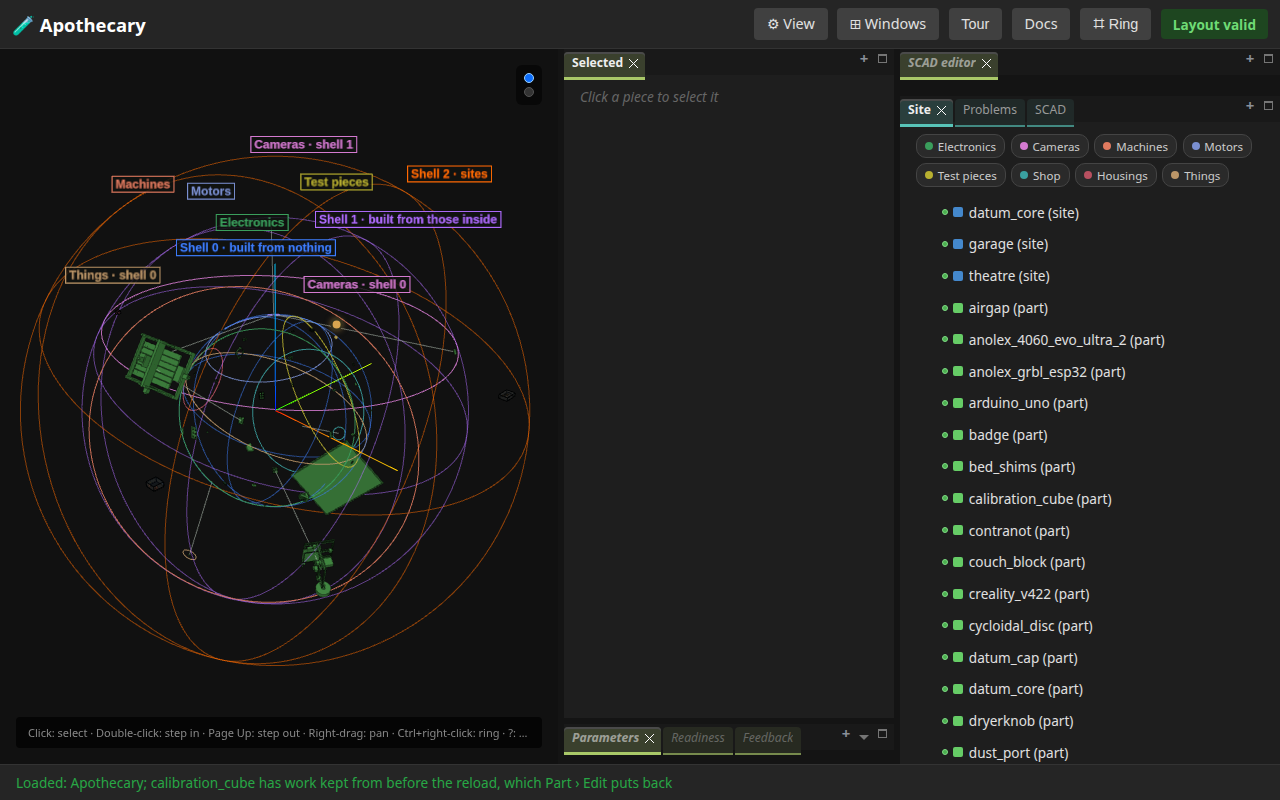 🧪 Apothecary
⚙ View
⊞ Windows
Tour
Docs
⌗ Ring
Layout valid
Cameras · shell 1
Machines
Motors
Test pieces
Shell 2 · sites
Electronics
Shell 1 · built from those inside
Shell 0 · built from nothing
Things · shell 0
Cameras · shell 0
Click: select · Double-click: step in · Page Up: step out · Right-drag: pan · Ctrl+right-click: ring · ?: ...
Selected
Click a piece to select it
Parameters
Readiness
Feedback
SCAD editor
Site
Problems
SCAD
Electronics
Cameras
Machines
Motors
Test pieces
Shop
Housings
Things
datum_core (site)
garage (site)
theatre (site)
airgap (part)
anolex_4060_evo_ultra_2 (part)
anolex_grbl_esp32 (part)
arduino_uno (part)
badge (part)
bed_shims (part)
calibration_cube (part)
contranot (part)
couch_block (part)
creality_v422 (part)
cycloidal_disc (part)
datum_cap (part)
datum_core (part)
dryerknob (part)
dust_port (part)
Loaded: Apothecary; calibration_cube has work kept from before the reload, which Part › Edit puts back